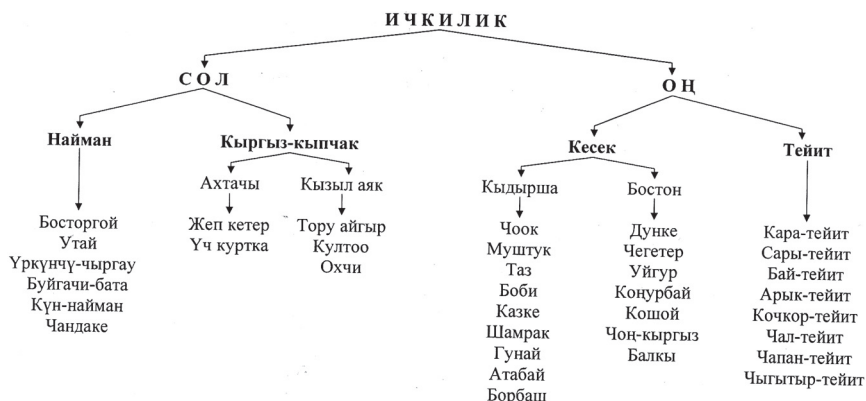 ИЧКИЛИК
СОЛ
ОҢ
Найман
Кыргыз-кыпчак
Кесек
Тейит
Ахтачы
Кызыл аяк
Кыдырша
Бостон
Босторгой
Утай
Үркүнчү-чыргау
Буйгачи-бата
Күн-найман
Чандаке
Жеп кетер
Үч куртка
Тору айгыр
Култоо
Охчи
Чоок
Муштук
Таз
Боби
Казке
Шамрак
Гунай
Атабай
Борбаш
Дунке
Чегетер
Уйгур
Коңурбай
Кошой
Чоң-кыргыз
Балкы
Кара-тейит
Сары-тейит
Бай-тейит
Арык-тейит
Кочкор-тейит
Чал-тейит
Чапан-тейит
Чыгытыр-тейит